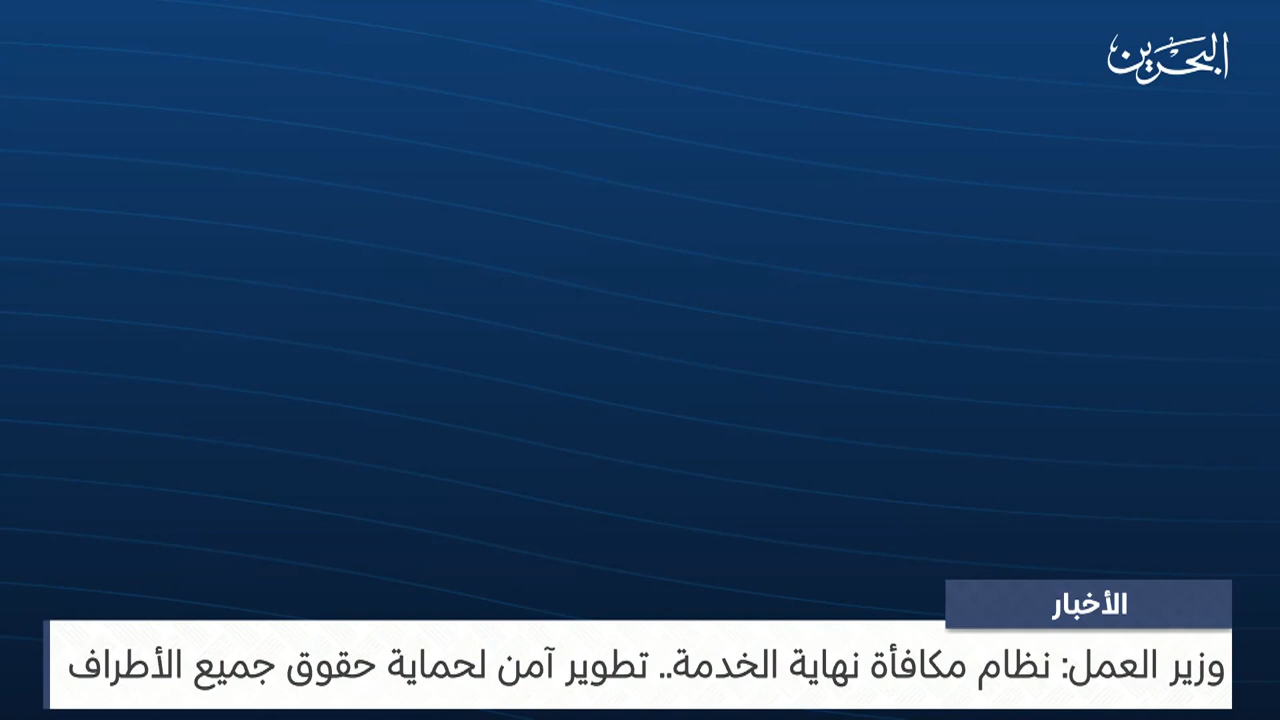 البحرين
الأخبار
وزير العمل: نظام مكافأة نهاية الخدمة.. تطوير آمن لحماية حقوق جميع الأطراف